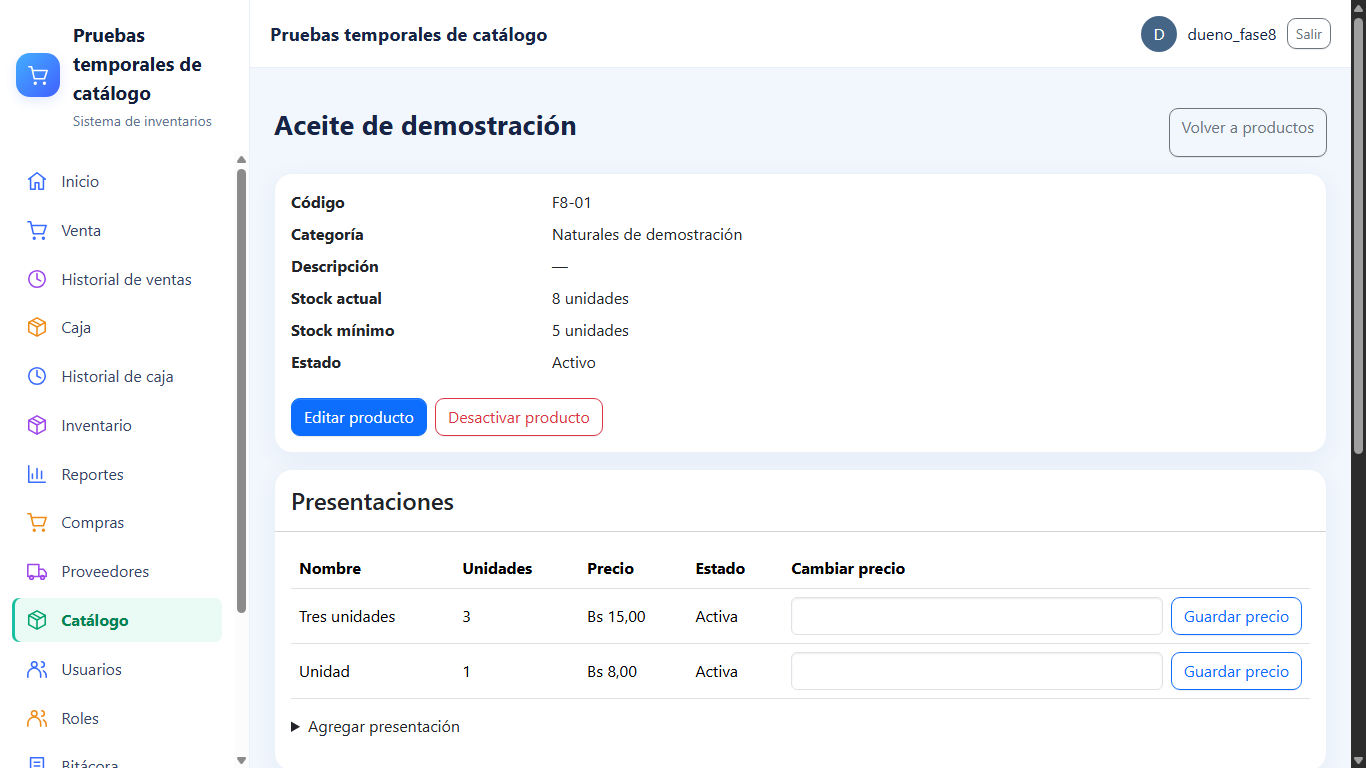 Pruebas
temporales de
catálogo
Sistema de inventarios
Inicio
Venta
Historial de ventas
Caja
Historial de caja
Inventario
Reportes
Compras
Proveedores
Catálogo
Usuarios
Roles
Bitácora
Pruebas temporales de catálogo
D dueno_fase8 Salir
Aceite de demostración
Volver a productos
Código F8-01
Categoría Naturales de demostración
Descripción —
Stock actual 8 unidades
Stock mínimo 5 unidades
Estado Activo
Editar producto Desactivar producto
Presentaciones
Nombre Unidades Precio Estado Cambiar precio
Tres unidades 3 Bs 15,00 Activa Guardar precio
Unidad 1 Bs 8,00 Activa Guardar precio
Agregar presentación